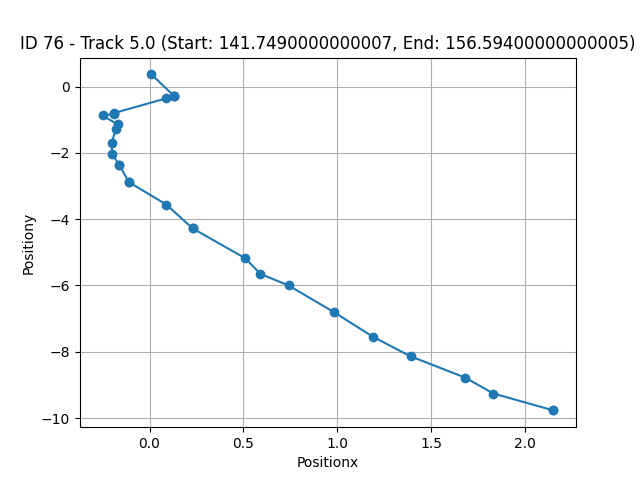 ID 76 - Track 5.0 (Start: 141.7490000000007, End: 156.59400000000005)
Positiony
0
−2
−4
−6
−8
−10
0.0 0.5 1.0 1.5 2.0
Positionx